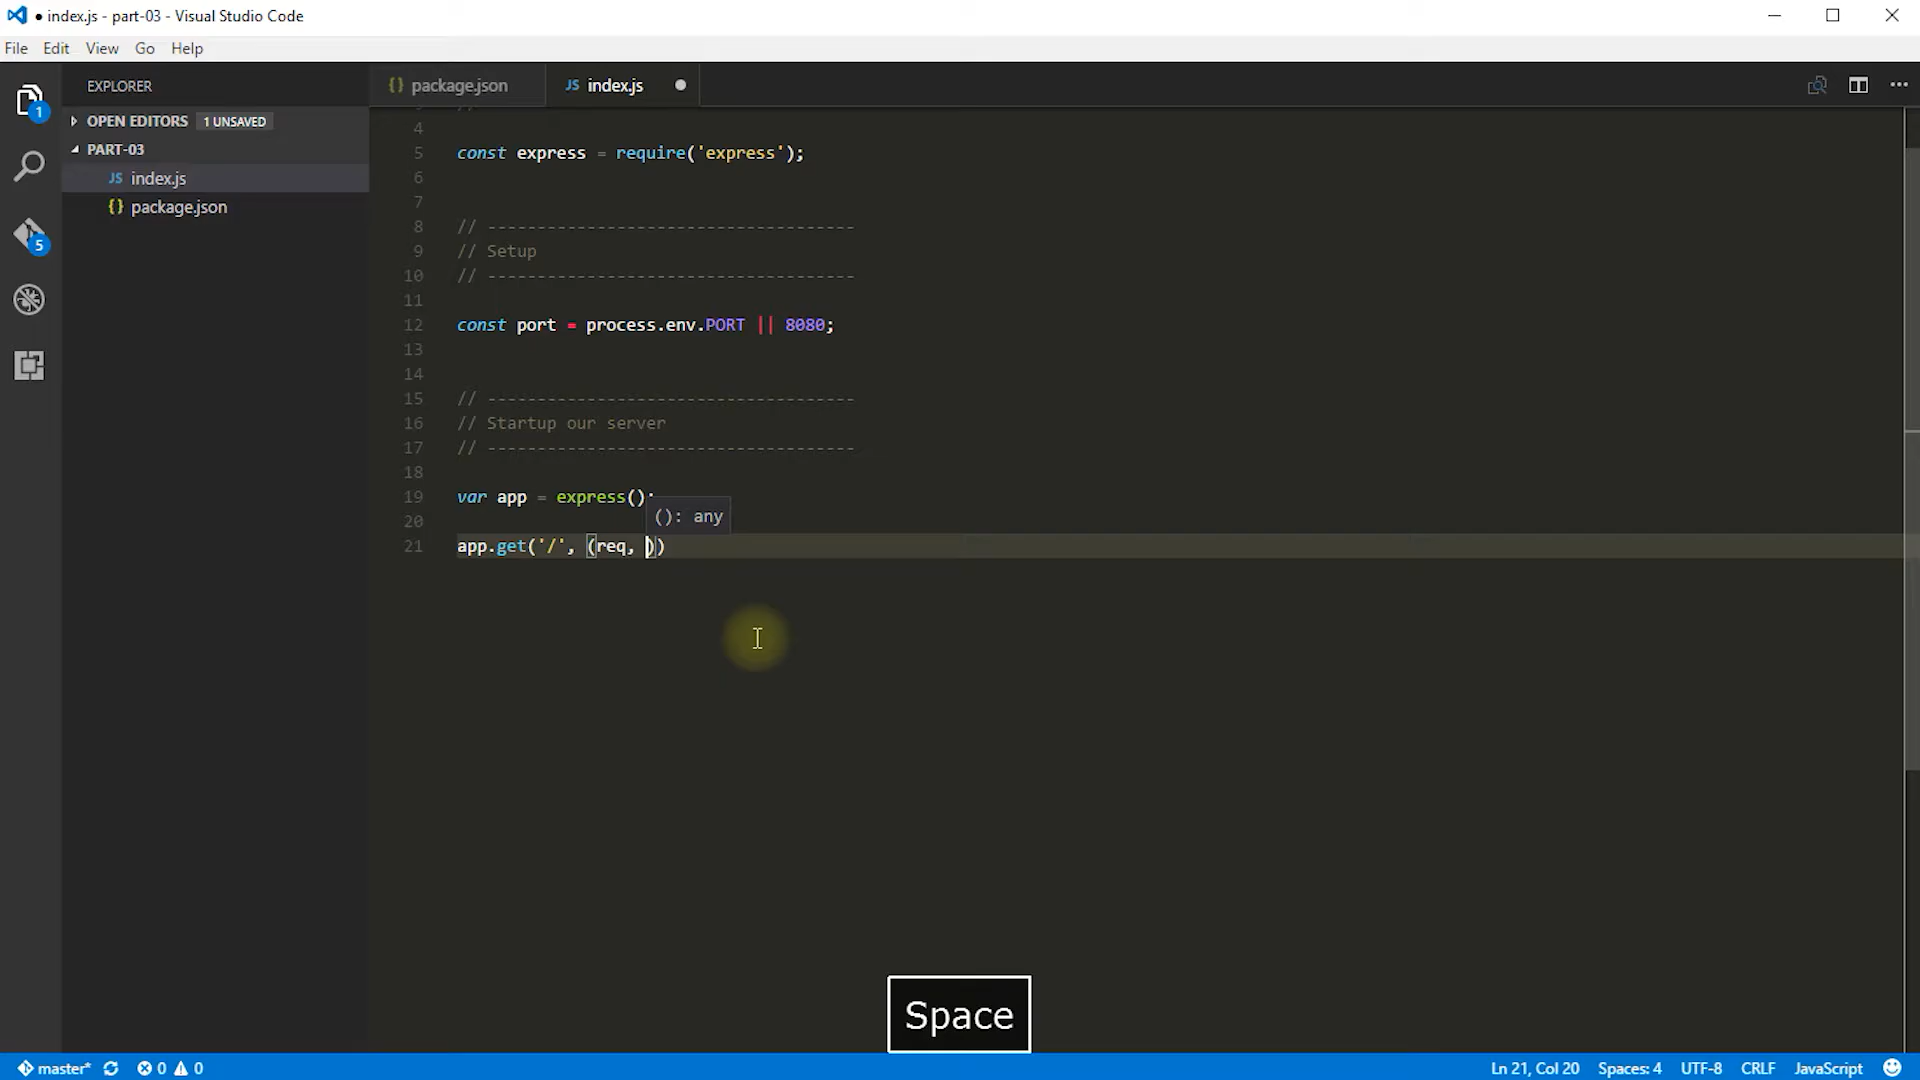 ● index.js - part-03 - Visual Studio Code
File Edit View Go Help
EXPLORER
{} package.json
JS index.js ●
1
OPEN EDITORS 1 UNSAVED
PART-03
JS index.js
{} package.json
5
4
5 const express = require('express');
6
7
8 // -------------------------------------
9 // Setup
10 // -------------------------------------
11
12 const port = process.env.PORT || 8080;
13
14
15 // -------------------------------------
16 // Startup our server
17 // -------------------------------------
18
19 var app = express();
(): any
20
21 app.get('/', (req, ))
Space
master* 0 0 Ln 21, Col 20 Spaces: 4 UTF-8 CRLF JavaScript